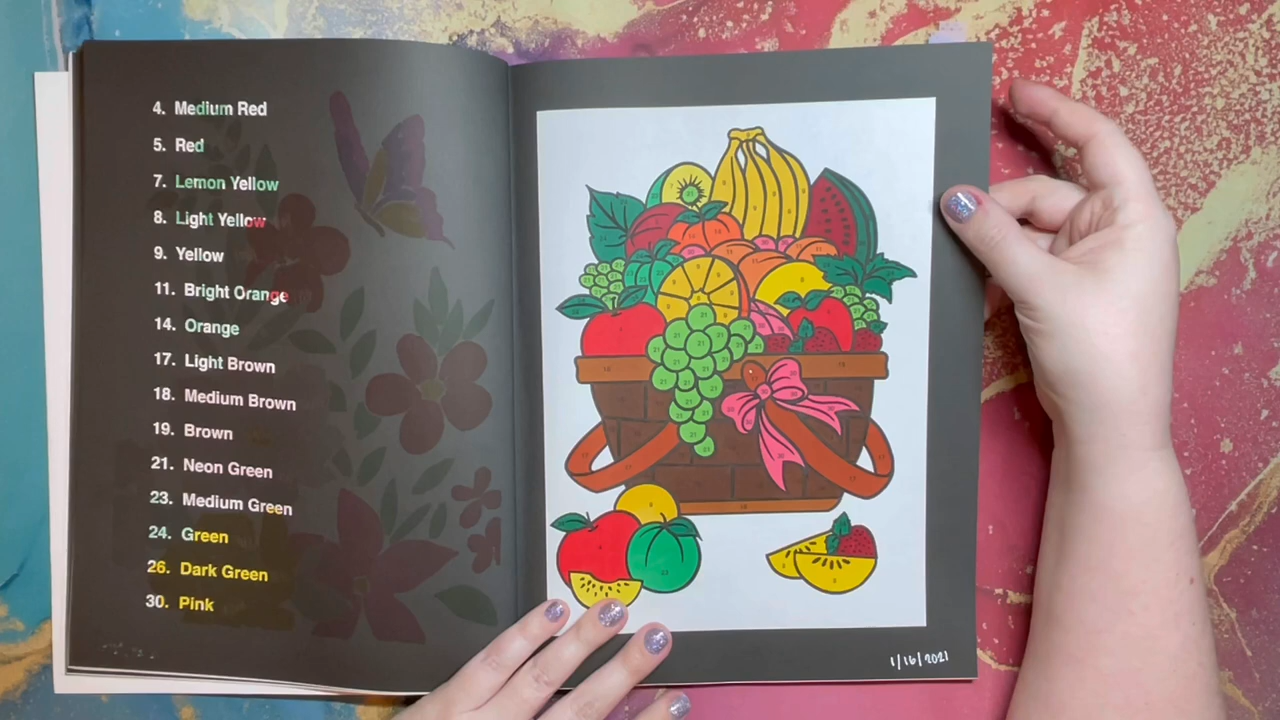 4. Medium Red
5. Red
7. Lemon Yellow
8. Light Yellow
9. Yellow
11. Bright Orange
14. Orange
17. Light Brown
18. Medium Brown
19. Brown
21. Neon Green
23. Medium Green
24. Green
26. Dark Green
30. Pink
1/16/2021